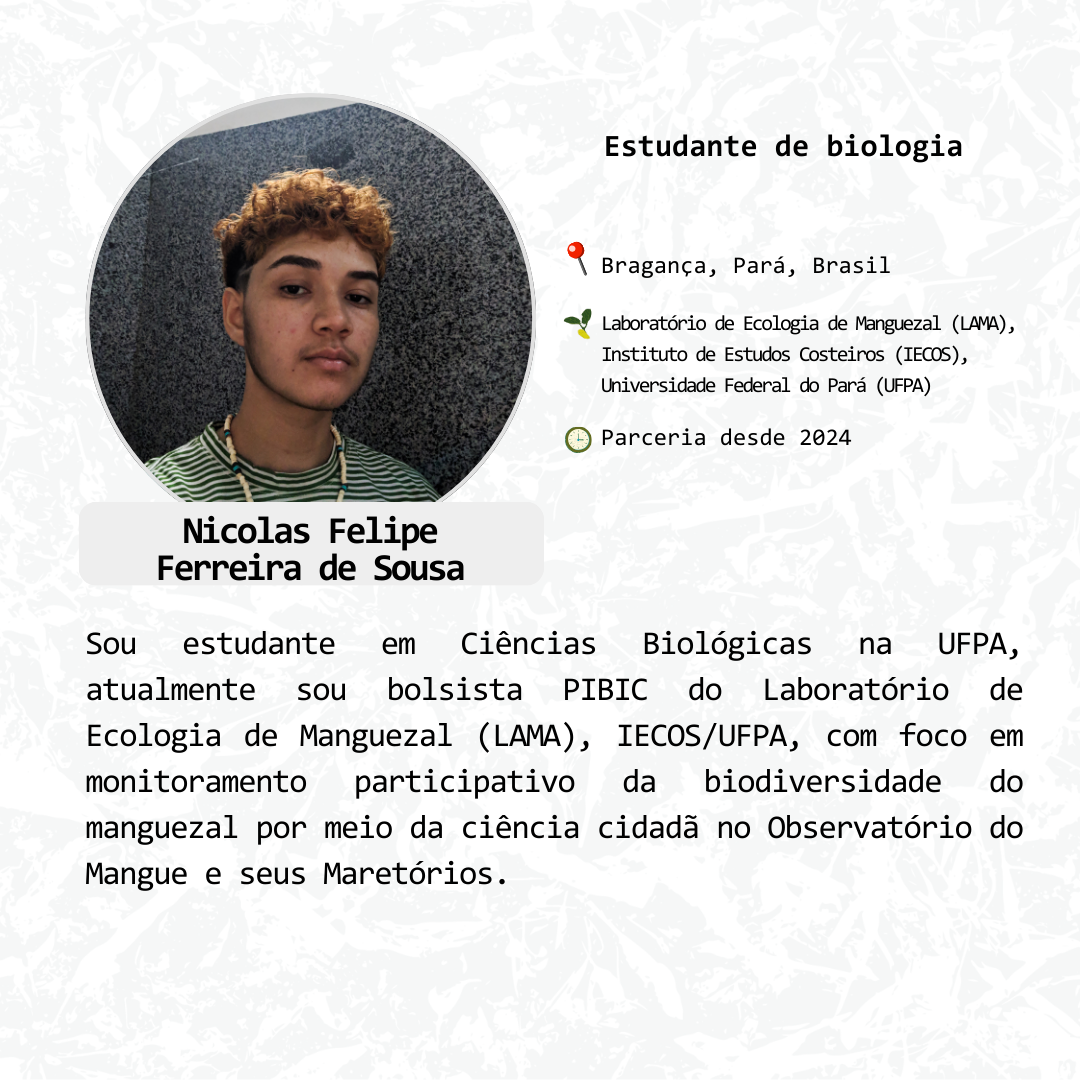 Estudante de biologia
Bragança, Pará, Brasil
Laboratório de Ecologia de Manguezal (LAMA),
Instituto de Estudos Costeiros (IECOS),
Universidade Federal do Pará (UFPA)
Parceria desde 2024
Nicolas Felipe
Ferreira de Sousa
Sou estudante em Ciências Biológicas na UFPA,
atualmente sou bolsista PIBIC do Laboratório de
Ecologia de Manguezal (LAMA), IECOS/UFPA, com foco em
monitoramento participativo da biodiversidade do
manguezal por meio da ciência cidadã no Observatório do
Mangue e seus Maretórios.